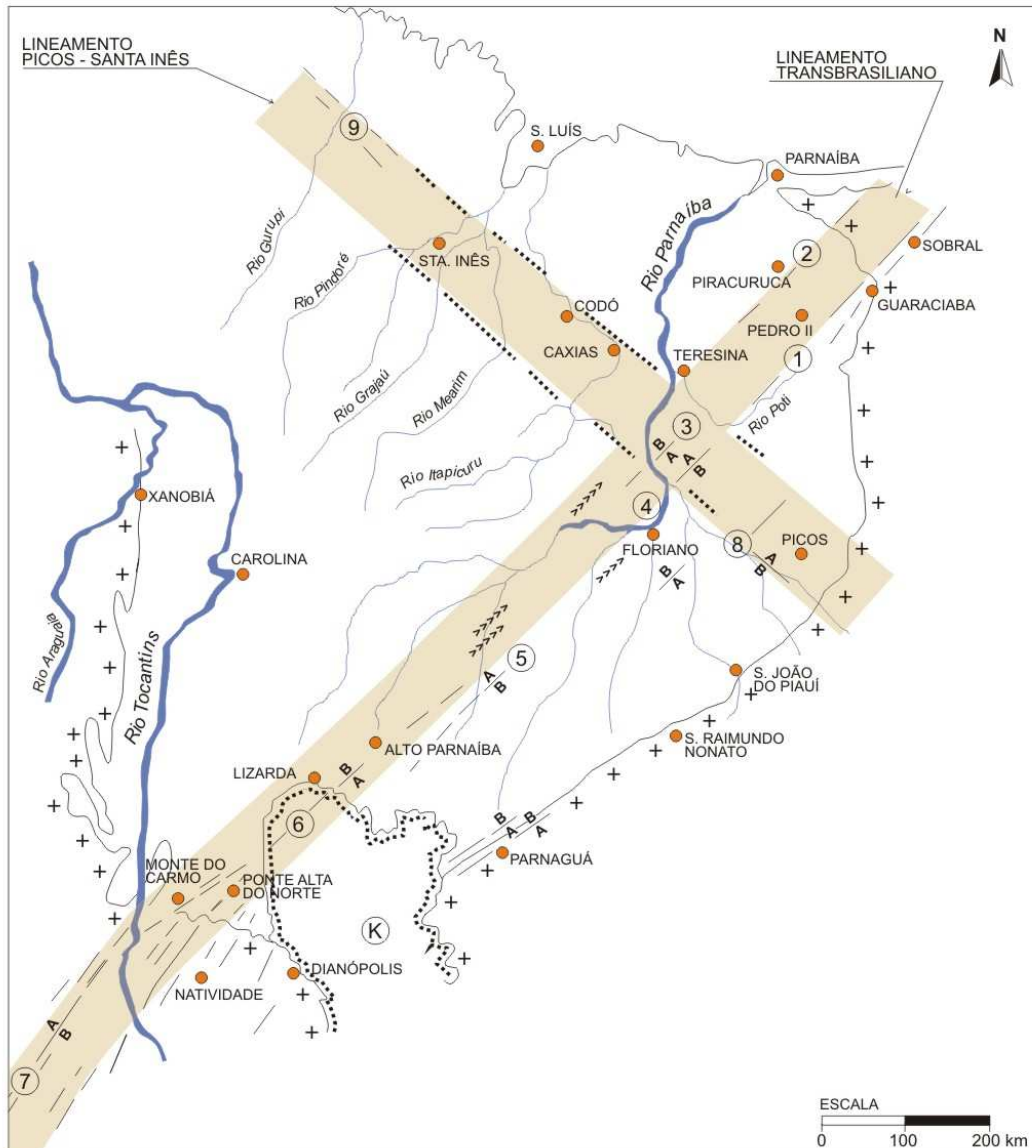 LINEAMENTO
PICOS - SANTA INÊS
N
LINEAMENTO
TRANSBRASILIANO
9
S. LUÍS
PARNAÍBA
Rio Parnaíba
Rio Gurupi
STA. INÊS
Rio Pindoré
2
SOBRAL
PIRACURUCA
GUARACIABA
CODÓ
PEDRO II
CAXIAS
TERESINA
1
Rio Grajaú
Rio Mearim
Rio Poti
3
B
A
A
B
Rio Itapicuru
XANOBIÁ
4
FLORIANO
8
PICOS
A
B
CAROLINA
B
A
Rio Araguaia
Rio Tocantins
5
A
B
S. JOÃO
DO PIAUÍ
S. RAIMUNDO
NONATO
ALTO PARNAÍBA
LIZARDA
B
A
6
B
A
B
A
PARNAGUÁ
MONTE DO
CARMO
PONTE ALTA
DO NORTE
K
DIANÓPOLIS
NATIVIDADE
A
B
7
ESCALA
0 100 200 km